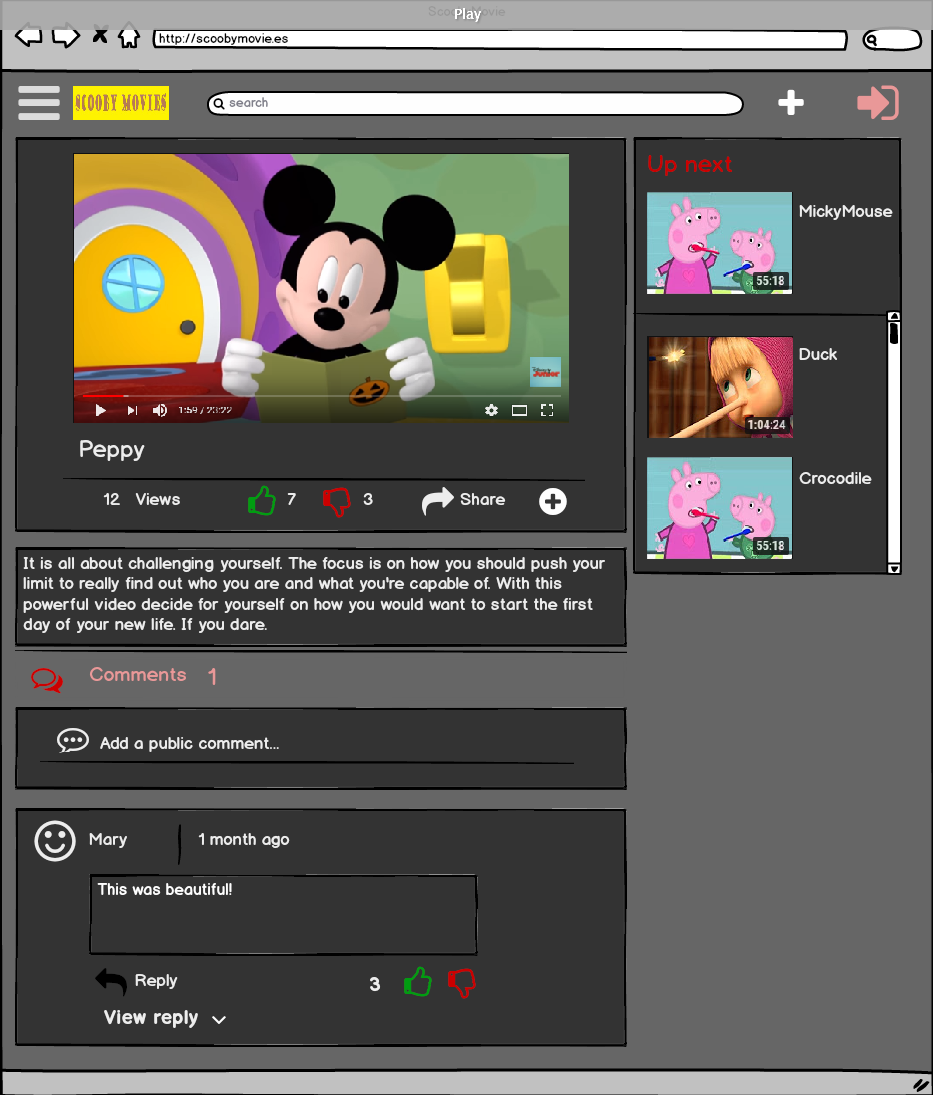 Scooby Movie
Play
http://scoobymovie.es
SCOOBY MOVIES
search
Up next
MickyMouse
55:18
Duck
1:04:24
Crocodile
55:18
Disney Junior
1:59 / 23:22
Peppy
12 Views 7 3 Share
It is all about challenging yourself. The focus is on how you should push your
limit to really find out who you are and what you're capable of. With this
powerful video decide for yourself on how you would want to start the first
day of your new life. If you dare.
Comments 1
Add a public comment...
Mary 1 month ago
This was beautiful!
Reply 3
View reply